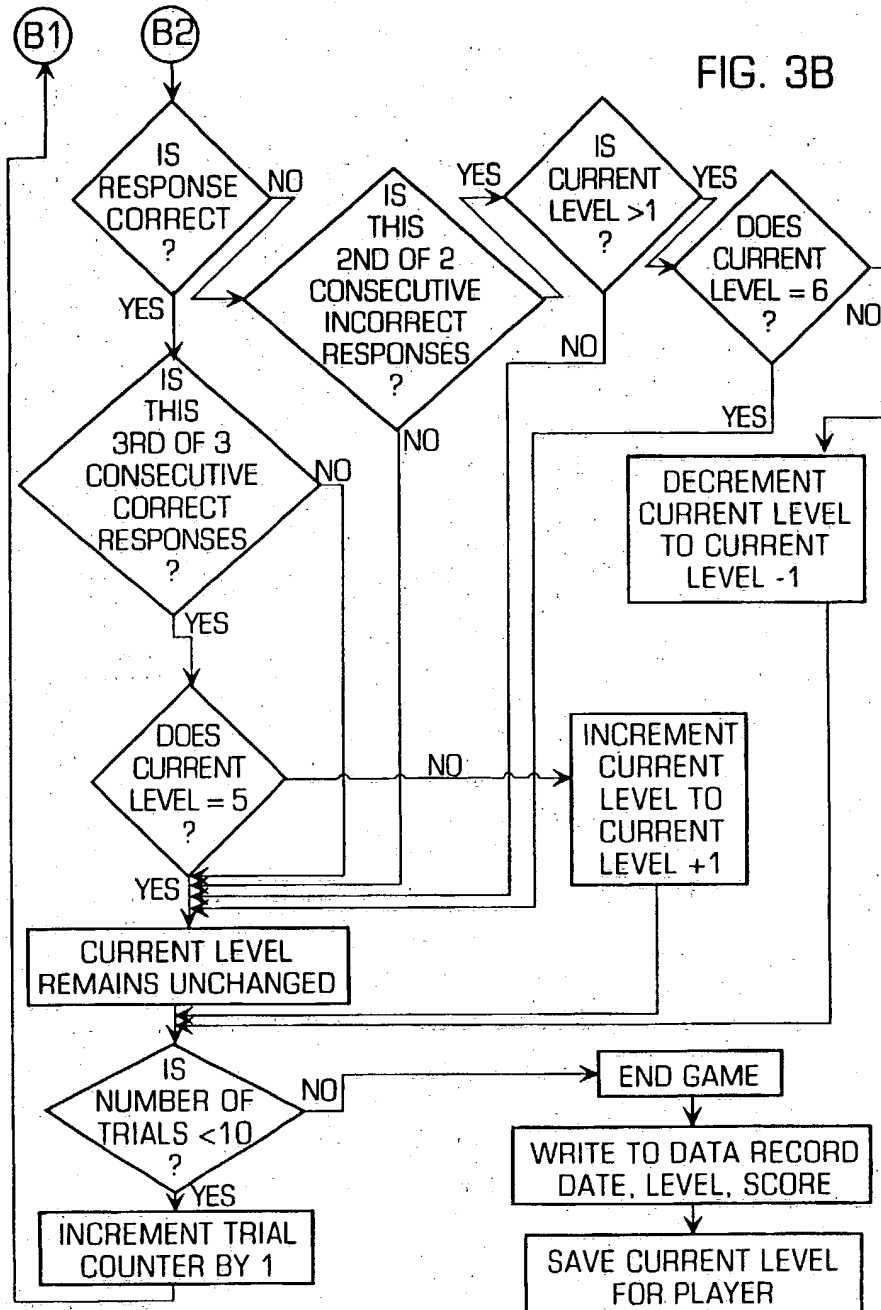 B1
B2
FIG. 3B
IS
RESPONSE
CORRECT
?
NO
YES
IS
THIS
2ND OF 2
CONSECUTIVE
INCORRECT
RESPONSES
?
YES
NO
IS
CURRENT
LEVEL >1
?
YES
NO
DOES
CURRENT
LEVEL = 6
?
NO
YES
DECREMENT
CURRENT LEVEL
TO CURRENT
LEVEL -1
IS
THIS
3RD OF 3
CONSECUTIVE
CORRECT
RESPONSES
?
NO
YES
DOES
CURRENT
LEVEL = 5
?
NO
YES
INCREMENT
CURRENT
LEVEL TO
CURRENT
LEVEL +1
CURRENT LEVEL
REMAINS UNCHANGED
IS
NUMBER OF
TRIALS <10
?
NO
YES
END GAME
WRITE TO DATA RECORD
DATE, LEVEL, SCORE
INCREMENT TRIAL
COUNTER BY 1
SAVE CURRENT LEVEL
FOR PLAYER